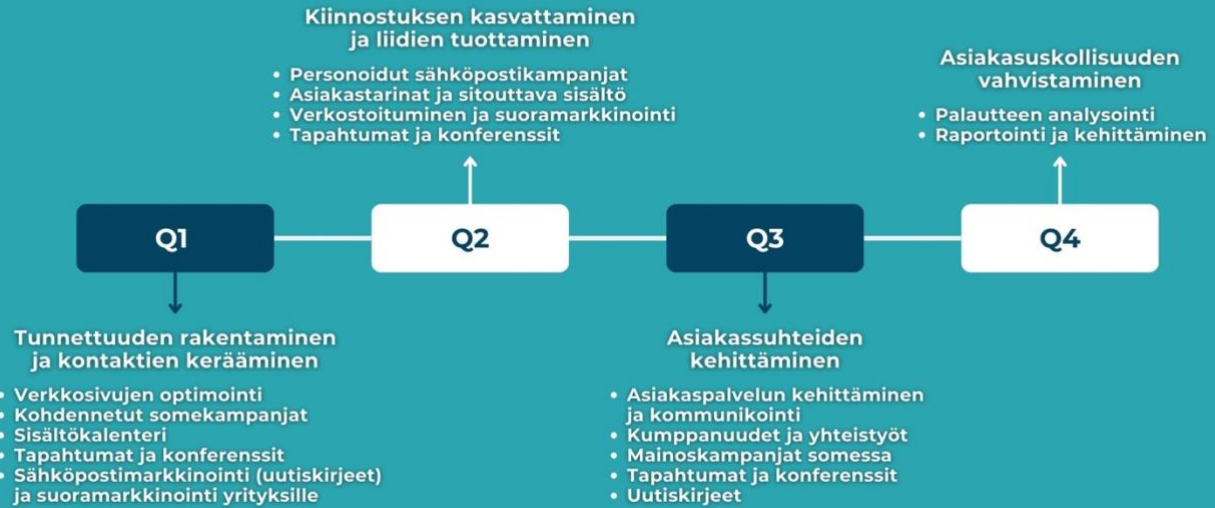 Kiinnostuksen kasvattaminen
ja liidien tuottaminen
• Personoidut sähköpostikampanjat
• Asiakastarinat ja sitouttava sisältö
• Verkostoituminen ja suoramarkkinointi
• Tapahtumat ja konferenssit
Asiakasuskollisuuden
vahvistaminen
• Palautteen analysointi
• Raportointi ja kehittäminen
Q1
Q2
Q3
Q4
Tunnettuuden rakentaminen
ja kontaktien kerääminen
• Verkkosivujen optimointi
• Kohdennetut somekampanjat
• Sisältökalenteri
• Tapahtumat ja konferenssit
• Sähköpostimarkkinointi (uutiskirjeet)
ja suoramarkkinointi yrityksille
Asiakassuhteiden
kehittäminen
• Asiakaspalvelun kehittäminen
ja kommunikointi
• Kumppanuudet ja yhteistyöt
• Mainoskampanjat somessa
• Tapahtumat ja konferenssit
• Uutiskirjeet